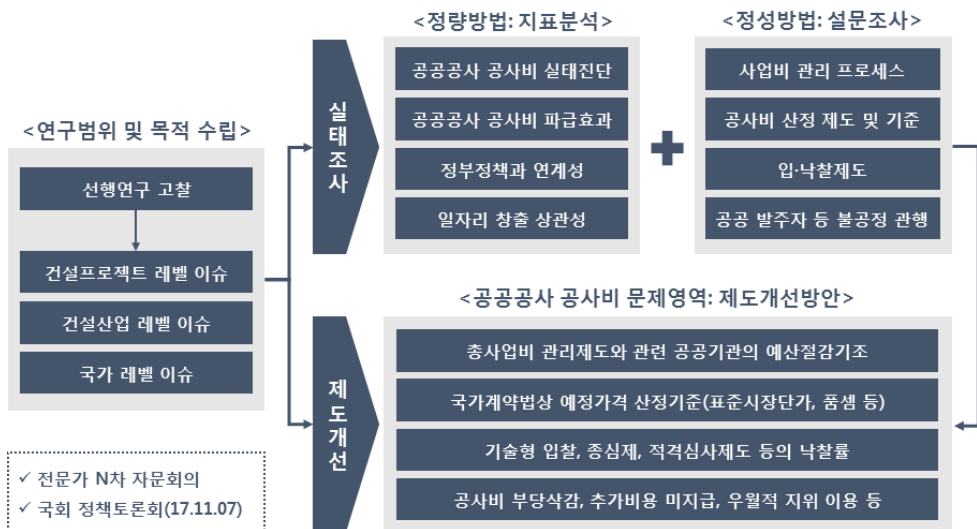 <연구범위 및 목적 수립>
선행연구 고찰
건설프로젝트 레벨 이슈
건설산업 레벨 이슈
국가 레벨 이슈
✓ 전문가 N차 자문회의
✓ 국회 정책토론회(17.11.07)
실태조사
<정량방법: 지표분석>
공공공사 공사비 실태진단
공공공사 공사비 파급효과
정부정책과 연계성
일자리 창출 상관성
<정성방법: 설문조사>
사업비 관리 프로세스
공사비 산정 제도 및 기준
입·낙찰제도
공공 발주자 등 불공정 관행
제도개선
<공공공사 공사비 문제영역: 제도개선방안>
총사업비 관리제도와 관련 공공기관의 예산절감기조
국가계약법상 예정가격 산정기준(표준시장단가, 품셈 등)
기술형 입찰, 종심제, 적격심사제도 등의 낙찰률
공사비 부당삭감, 추가비용 미지급, 우월적 지위 이용 등